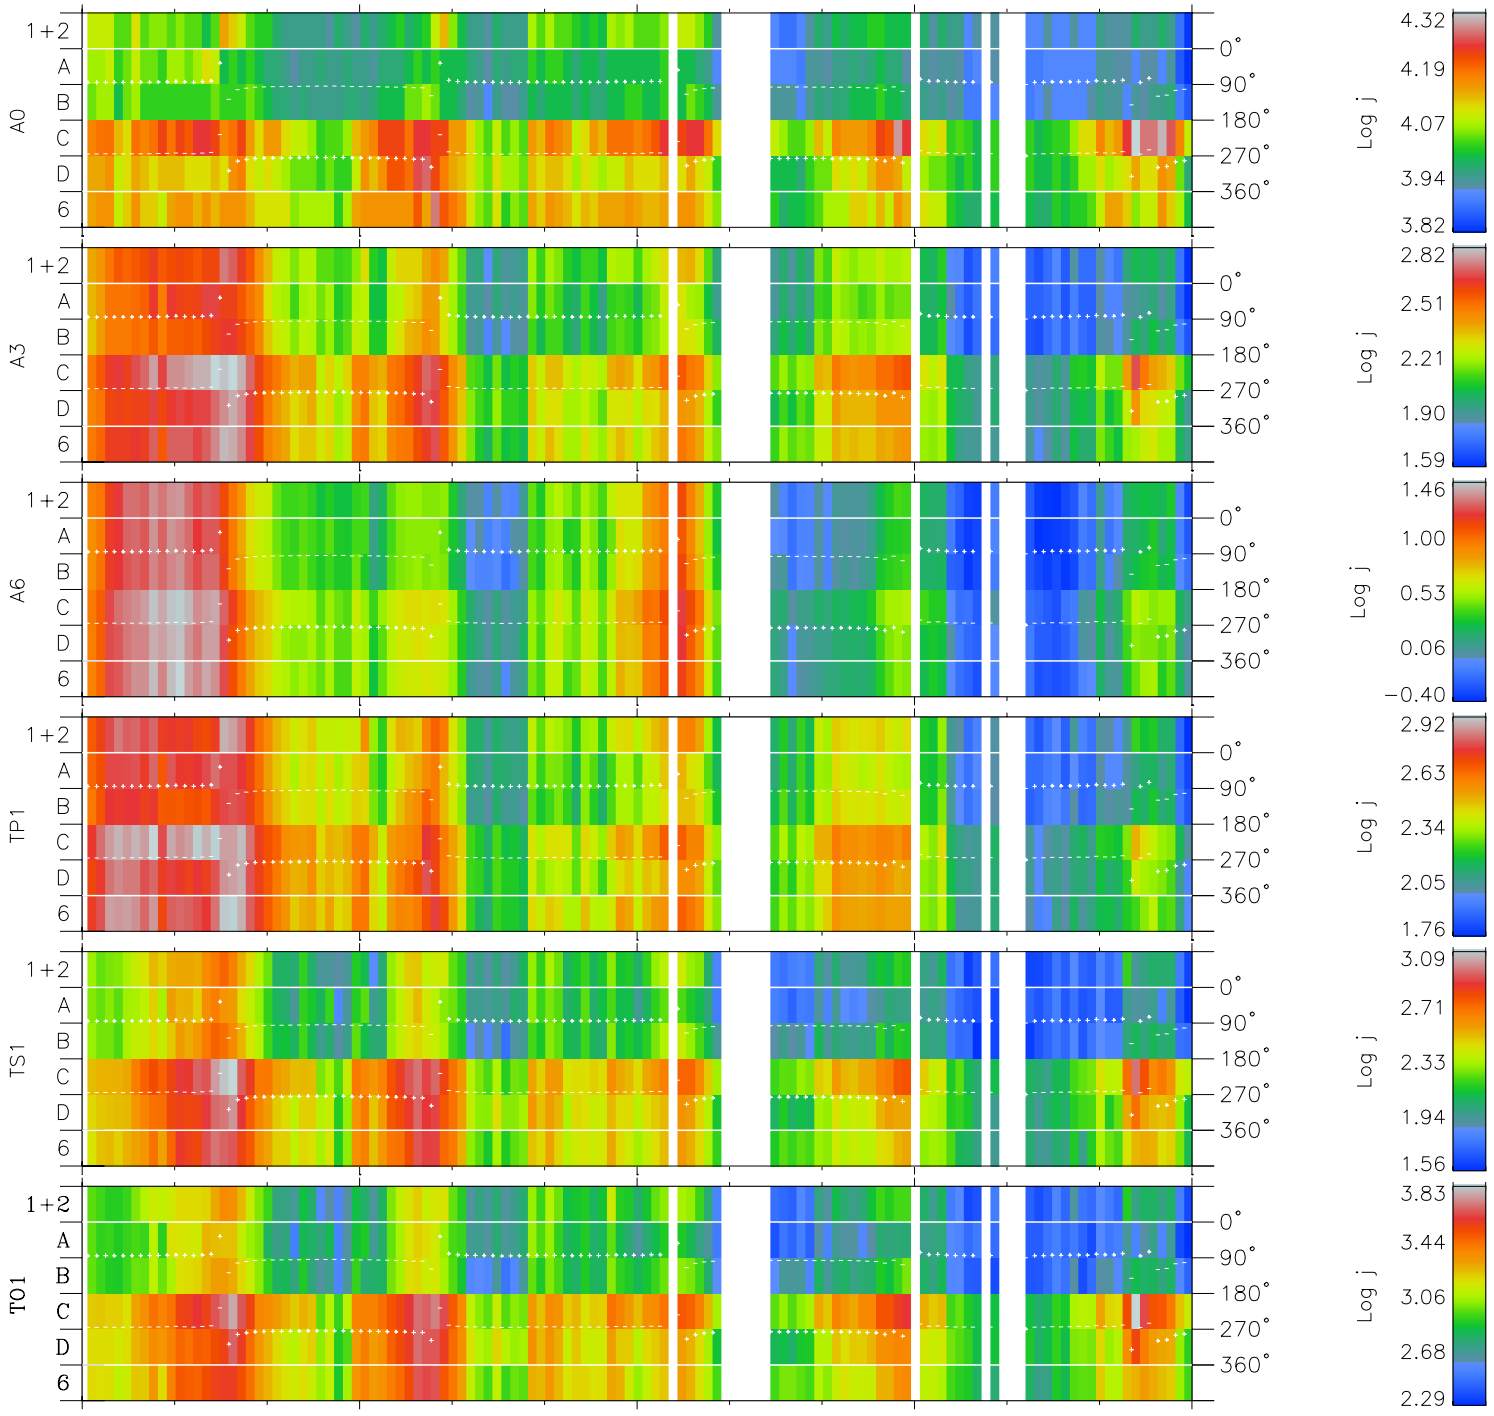 1+2
A
B
C
D
6
A0
0°
90°
180°
270°
360°
Log j
4.32
4.19
4.07
3.94
3.82
1+2
A
B
C
D
6
A3
0°
90°
180°
270°
360°
Log j
2.82
2.51
2.21
1.90
1.59
1+2
A
B
C
D
6
A6
0°
90°
180°
270°
360°
Log j
1.46
1.00
0.53
0.06
−0.40
1+2
A
B
C
D
6
TP1
0°
90°
180°
270°
360°
Log j
2.92
2.63
2.34
2.05
1.76
1+2
A
B
C
D
6
TS1
0°
90°
180°
270°
360°
Log j
3.09
2.71
2.33
1.94
1.56
1+2
A
B
C
D
6
TO1
0°
90°
180°
270°
360°
Log j
3.83
3.44
3.06
2.68
2.29